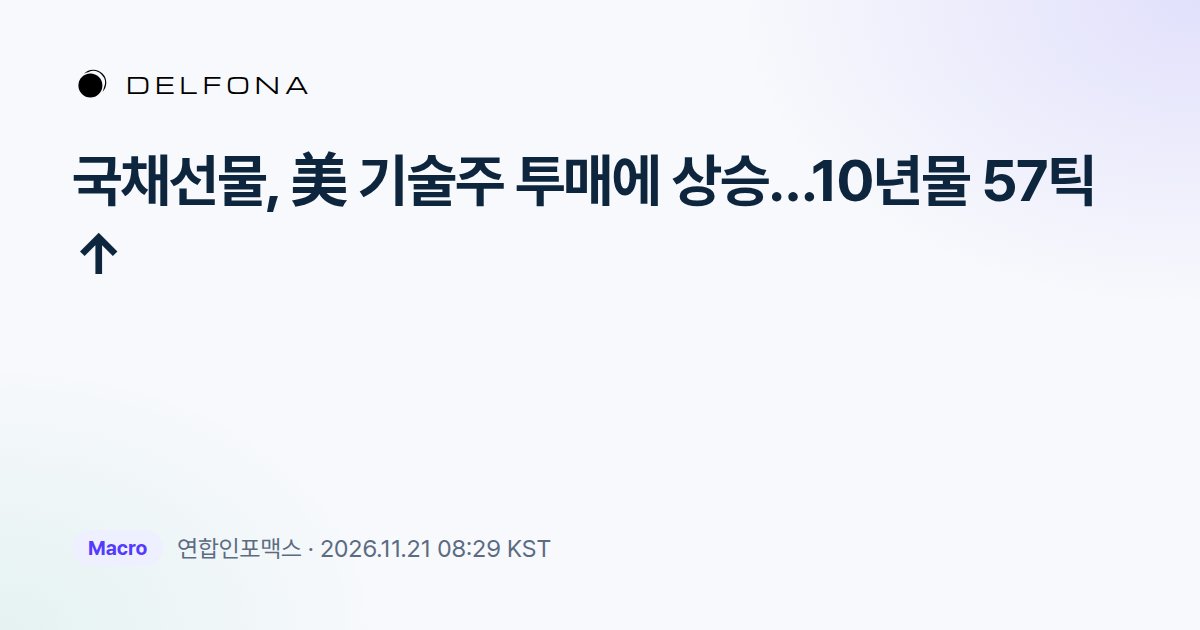 DELFONA
국채선물, 美 기술주 투매에 상승…10년물 57틱
↑
Macro 연합인포맥스 · 2026.11.21 08:29 KST